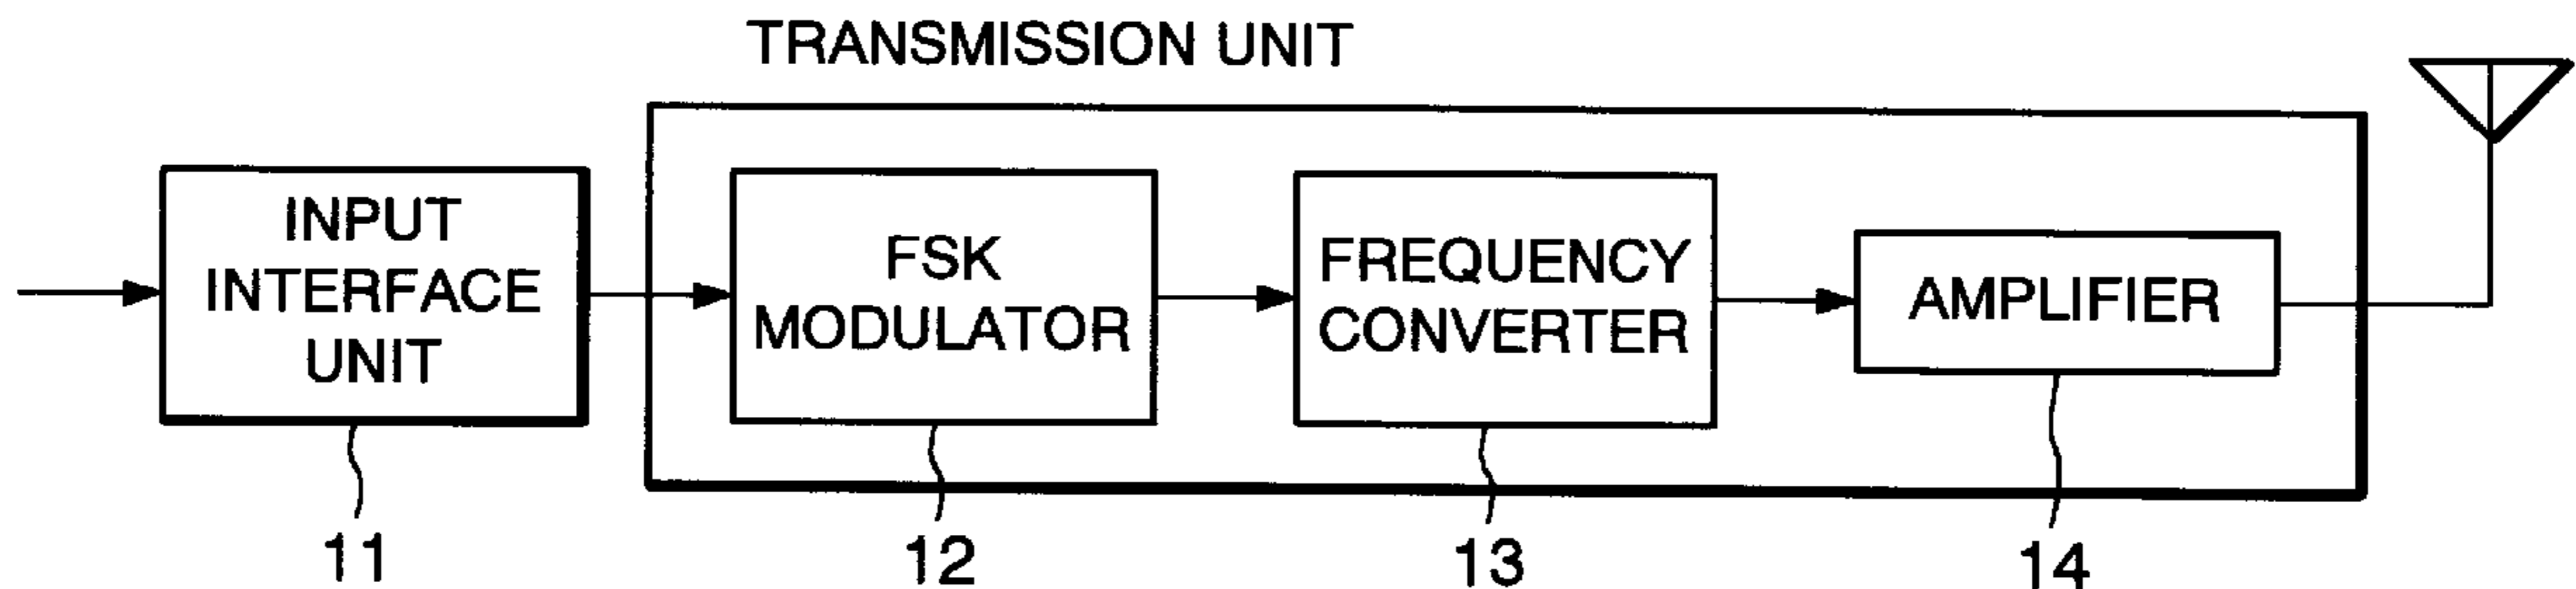 TRANSMISSION UNIT
INPUT
INTERFACE
UNIT
FSK
MODULATOR
FREQUENCY
CONVERTER
AMPLIFIER
11
12
13
14